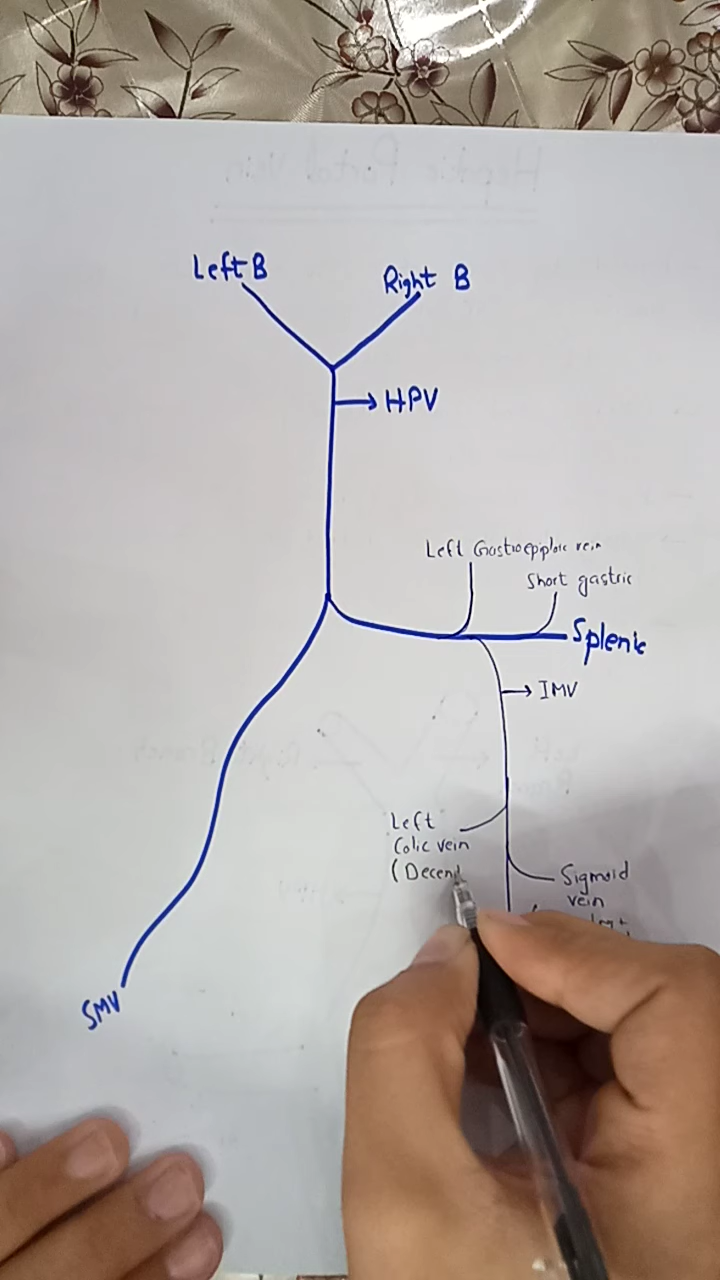 Left B
Right B
HPV
Left Gastroepiploic vein
Short gastric
Splenic
IMV
Left
Colic vein
(Decend
Sigmoid
vein
SMV